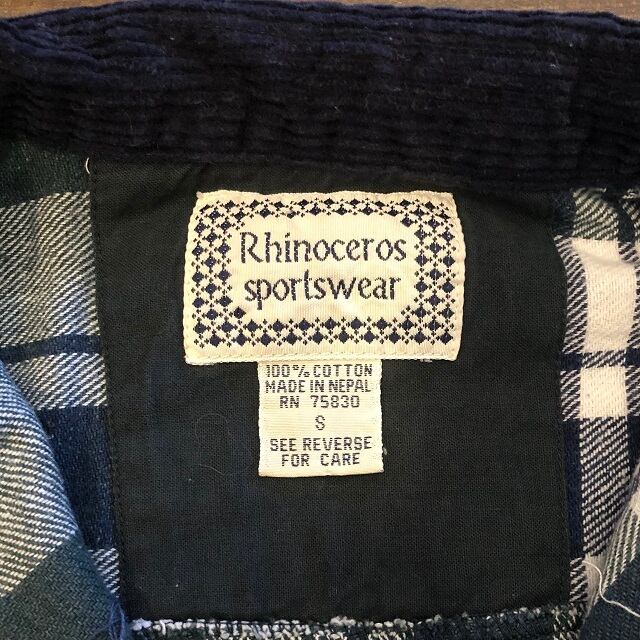 Rhinoceros
sportswear
100% COTTON
MADE IN NEPAL
RN 75830
S
SEE REVERSE
FOR CARE